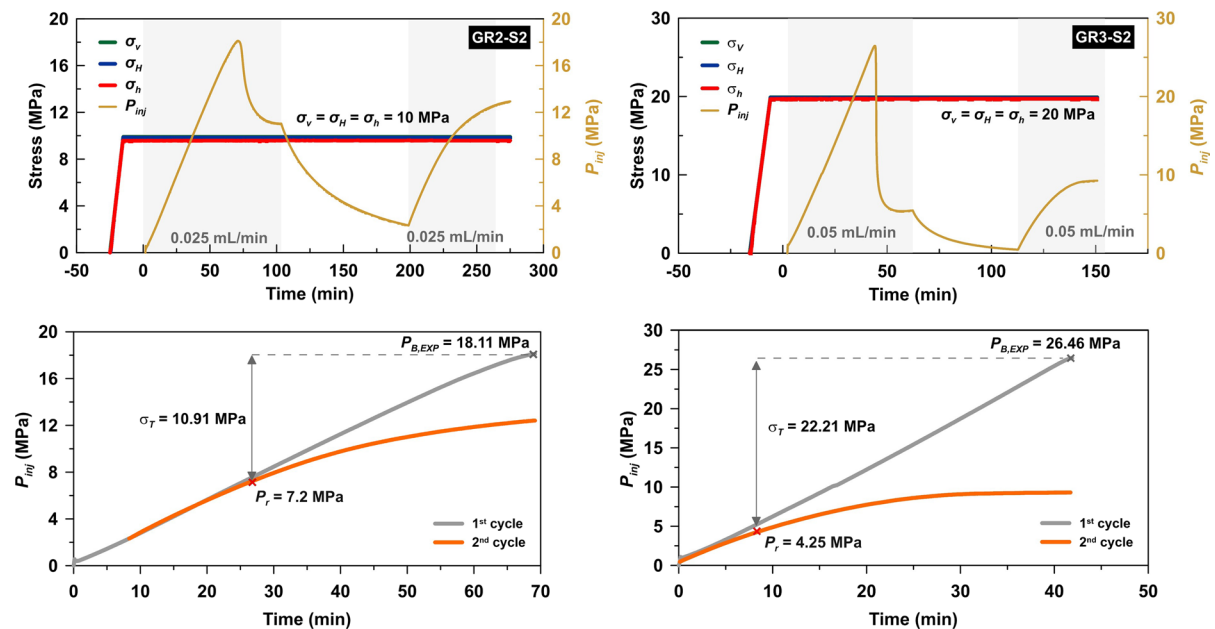 GR2-S2
σv
σH
σh
Pinj
σv = σH = σh = 10 MPa
0.025 mL/min
0.025 mL/min
Stress (MPa)
20
16
12
8
4
0
20
16
12
8
4
0
Pinj (MPa)
-50
0
50
100
150
200
250
300
Time (min)
GR3-S2
σV
σH
σh
Pinj
σv = σH = σh = 20 MPa
0.05 mL/min
0.05 mL/min
Stress (MPa)
30
20
10
0
30
20
10
0
Pinj (MPa)
-50
0
50
100
150
Time (min)
PB,EXP = 18.11 MPa
σT = 10.91 MPa
Pr = 7.2 MPa
1st cycle
2nd cycle
Pinj (MPa)
20
16
12
8
4
0
0
10
20
30
40
50
60
70
Time (min)
PB,EXP = 26.46 MPa
σT = 22.21 MPa
Pr = 4.25 MPa
1st cycle
2nd cycle
Pinj (MPa)
30
25
20
15
10
5
0
0
10
20
30
40
50
Time (min)